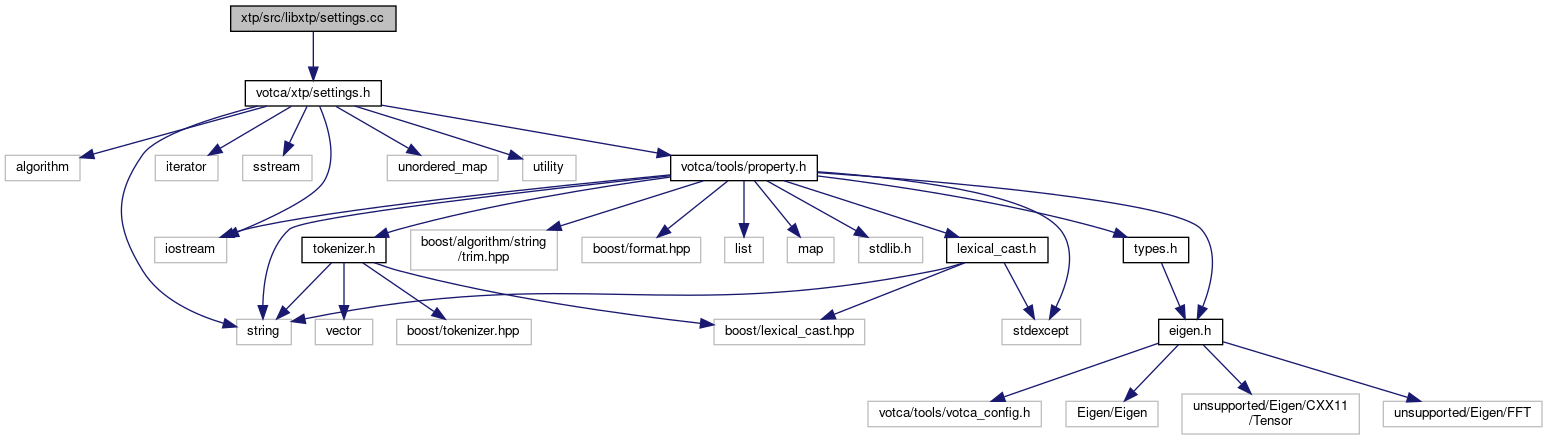 xtp/src/libxtp/settings.cc
votca/xtp/settings.h
algorithm
iterator
sstream
unordered_map
utility
votca/tools/property.h
iostream
tokenizer.h
boost/algorithm/string
/trim.hpp
boost/format.hpp
list
map
stdlib.h
lexical_cast.h
types.h
string
vector
boost/tokenizer.hpp
boost/lexical_cast.hpp
stdexcept
eigen.h
votca/tools/votca_config.h
Eigen/Eigen
unsupported/Eigen/CXX11
/Tensor
unsupported/Eigen/FFT